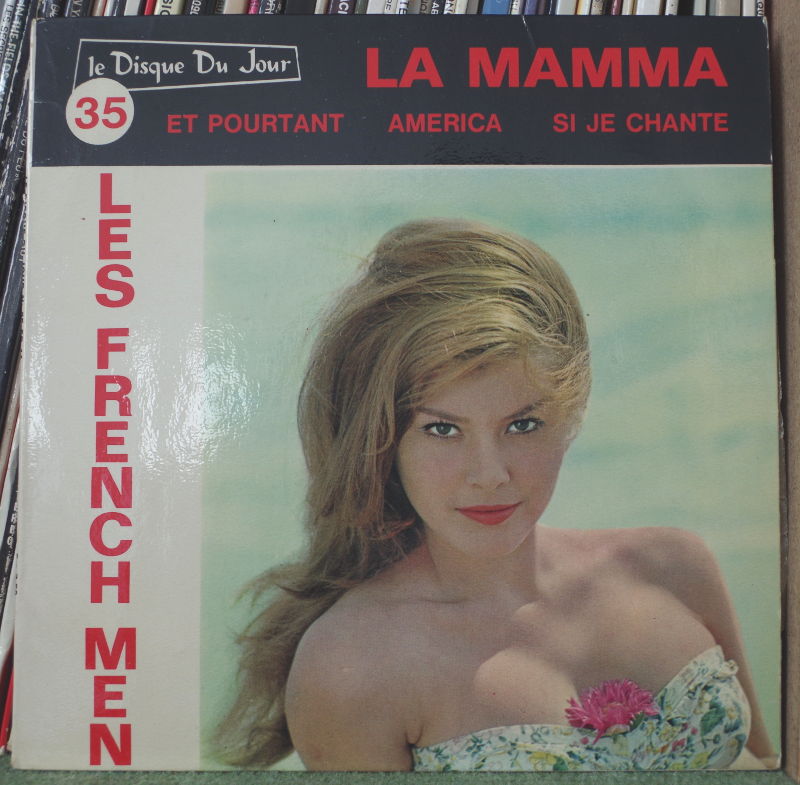 le Disque Du Jour
35
LA MAMMA
ET POURTANT AMERICA SI JE CHANTE
LES FRENCH MEN